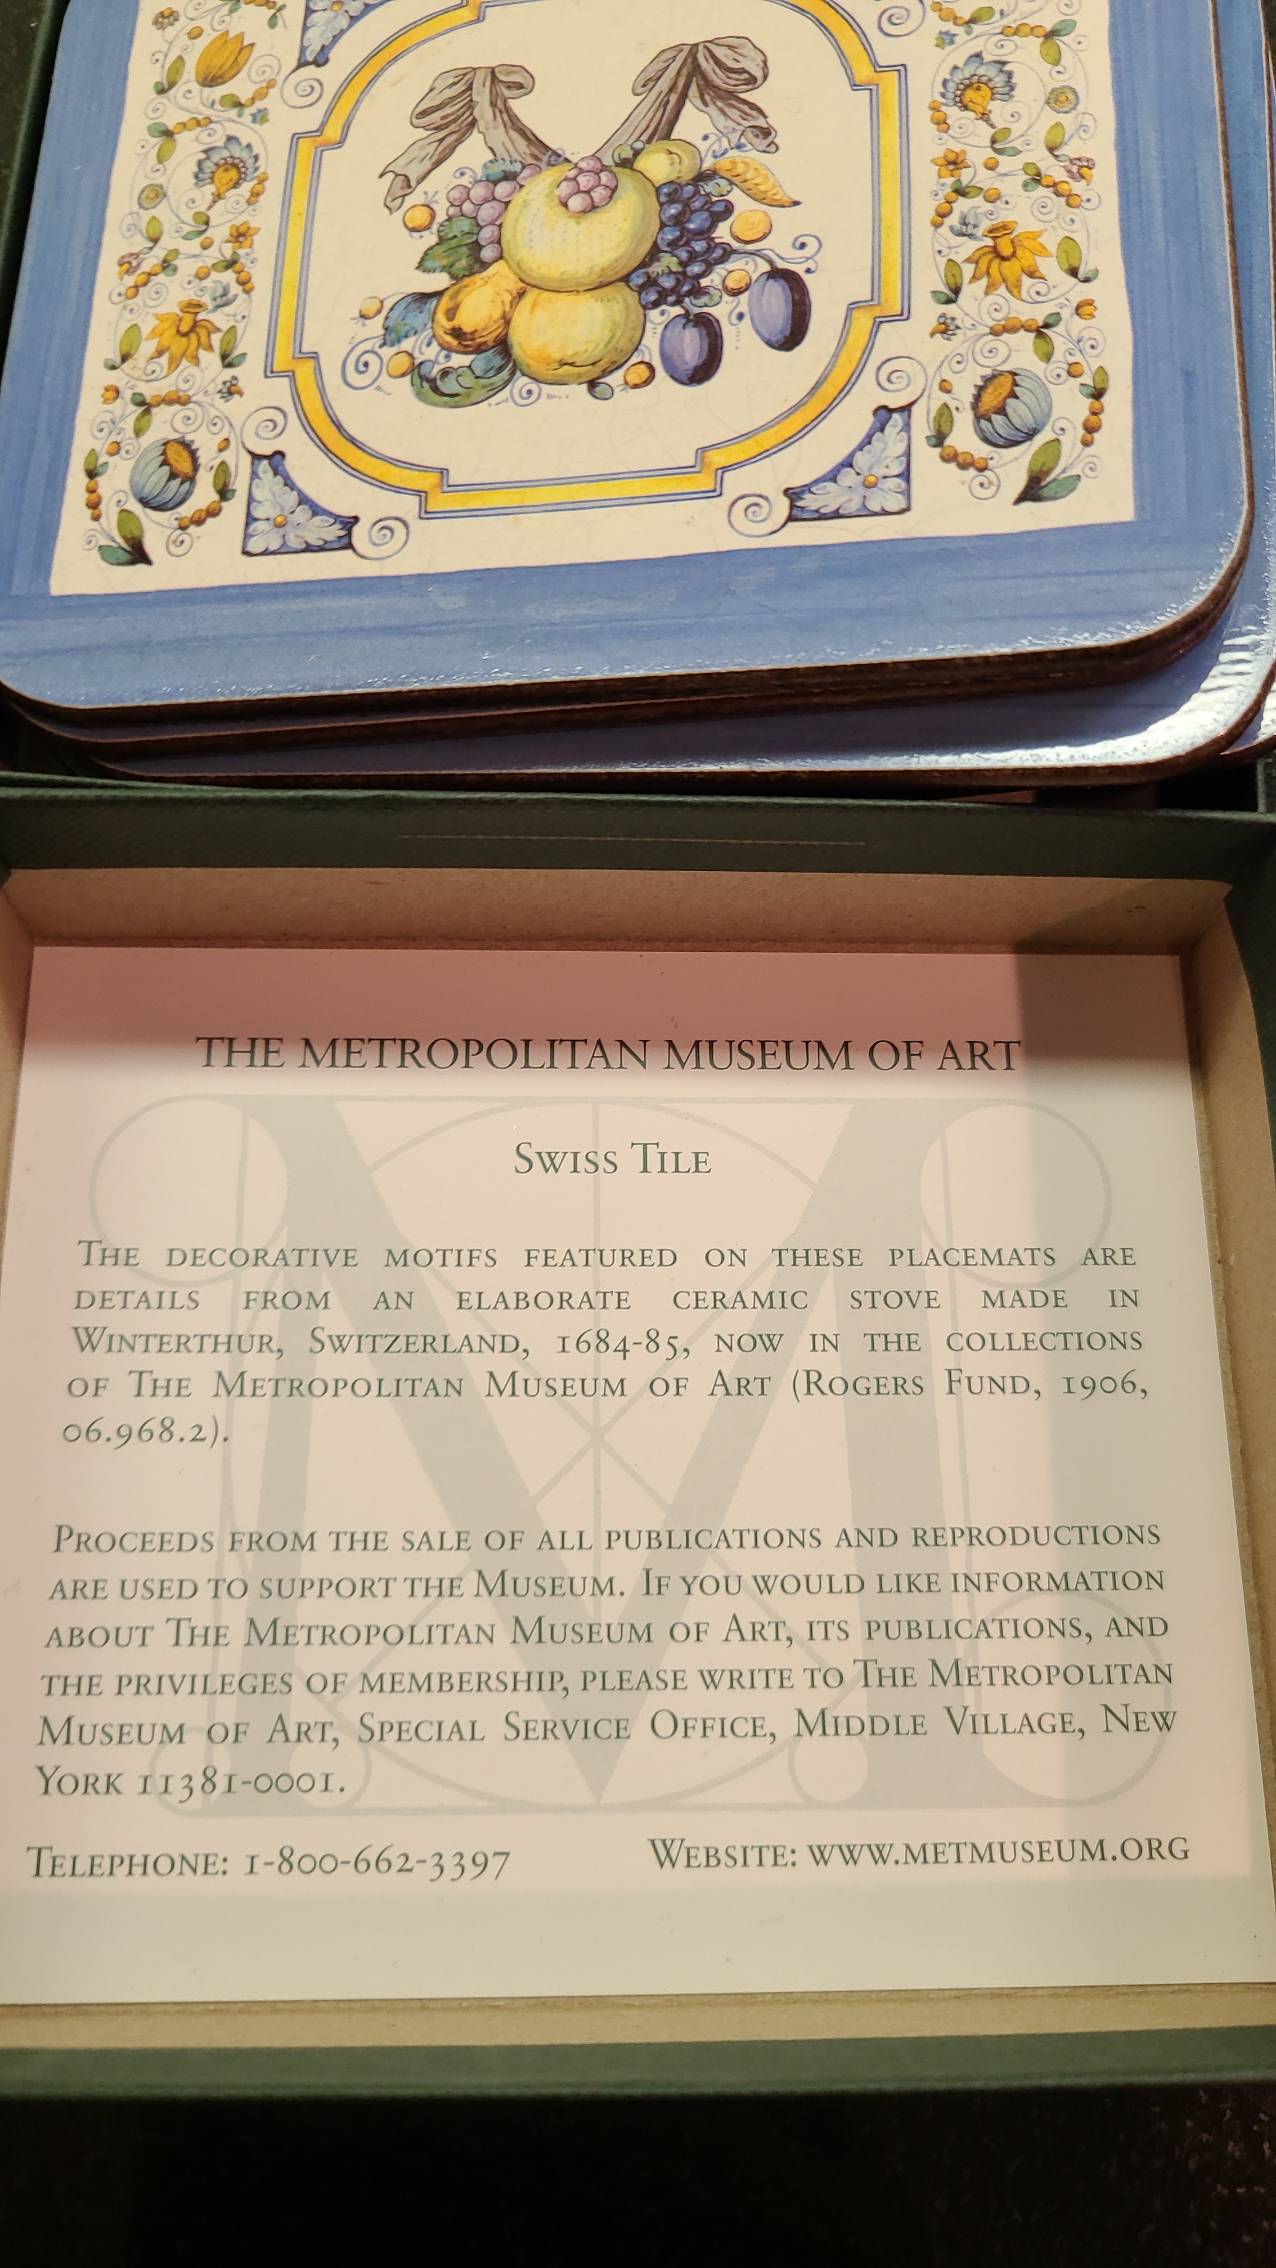 THE METROPOLITAN MUSEUM OF ART
SWISS TILE
THE DECORATIVE MOTIFS FEATURED ON THESE PLACEMATS ARE
DETAILS FROM AN ELABORATE CERAMIC STOVE MADE IN
WINTERTHUR, SWITZERLAND, 1684-85, NOW IN THE COLLECTIONS
OF THE METROPOLITAN MUSEUM OF ART (ROGERS FUND, 1906,
06.968.2).
PROCEEDS FROM THE SALE OF ALL PUBLICATIONS AND REPRODUCTIONS
ARE USED TO SUPPORT THE MUSEUM. IF YOU WOULD LIKE INFORMATION
ABOUT THE METROPOLITAN MUSEUM OF ART, ITS PUBLICATIONS, AND
THE PRIVILEGES OF MEMBERSHIP, PLEASE WRITE TO THE METROPOLITAN
MUSEUM OF ART, SPECIAL SERVICE OFFICE, MIDDLE VILLAGE, NEW
YORK 11381-0001.
TELEPHONE: 1-800-662-3397 WEBSITE: WWW.METMUSEUM.ORG